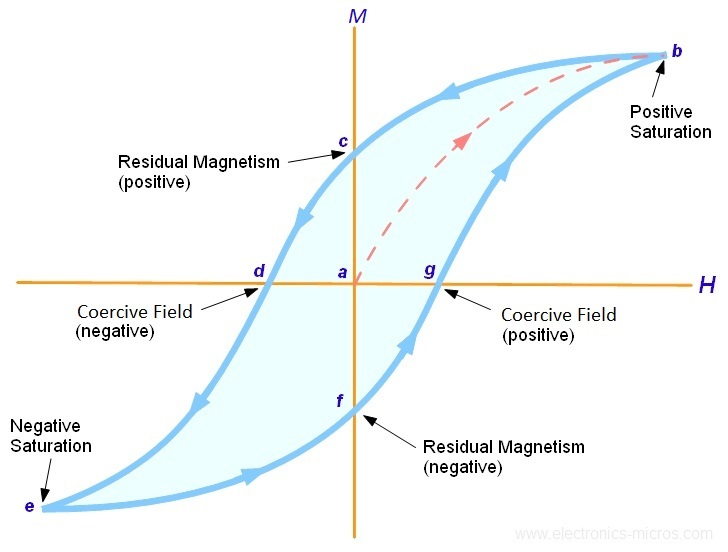 M
b
Positive
Saturation
c
Residual Magnetism
(positive)
d
a
g
H
Coercive Field
(negative)
Coercive Field
(positive)
f
Negative
Saturation
Residual Magnetism
(negative)
e
www.electronics-micros.com